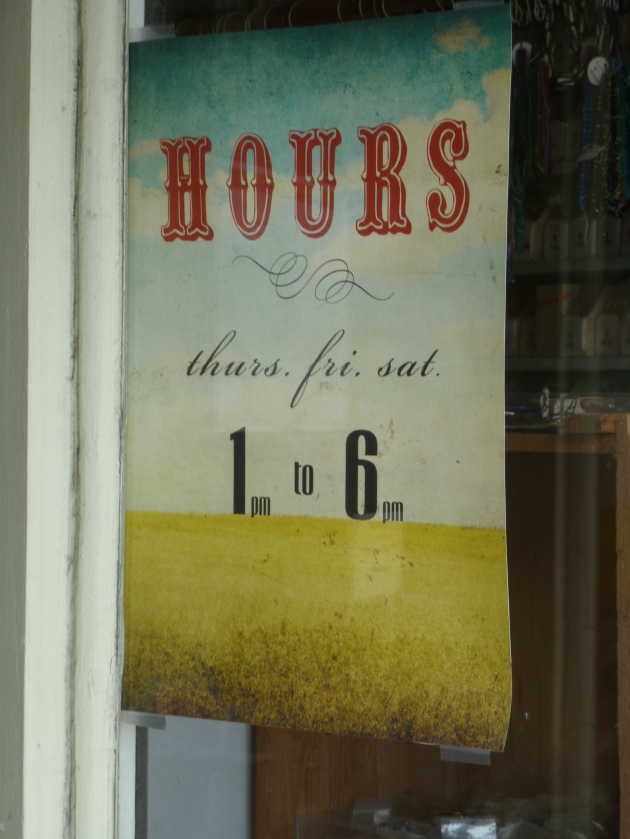 HOURS
thurs. fri. sat.
1pm to 6pm